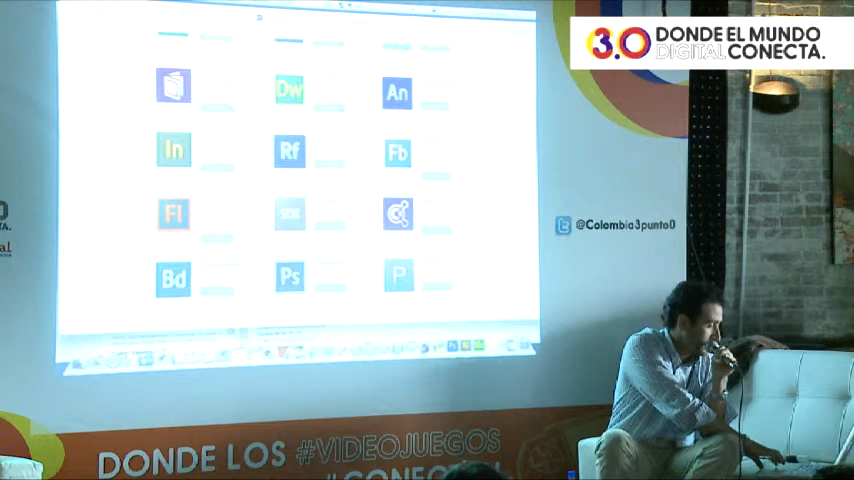 3.0 DONDE EL MUNDO
DIGITAL CONECTA.
Dw
An
In
Rf
Fb
Fl
SDK
Bd
Ps
P
@Colombia3punto0
DONDE LOS #VIDEOJUEGOS